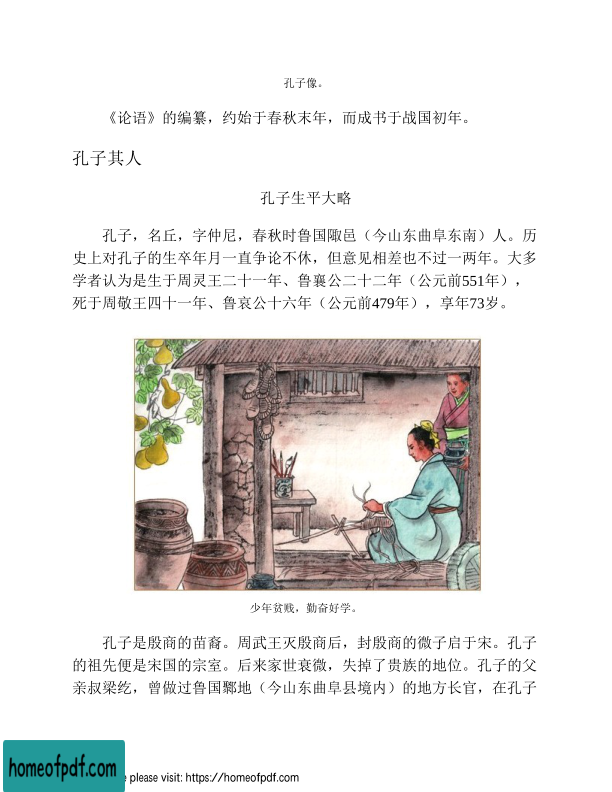 孔子像。
《论语》的编纂，约始于春秋末年，而成书于战国初年。
孔子其人
孔子生平大略
孔子，名丘，字仲尼，春秋时鲁国陬邑（今山东曲阜东南）人。历
史上对孔子的生卒年月一直争论不休，但意见相差也不过一两年。大多
学者认为是生于周灵王二十一年、鲁襄公二十二年（公元前551年），
死于周敬王四十一年、鲁哀公十六年（公元前479年），享年73岁。
少年贫贱，勤奋好学。
孔子是殷商的苗裔。周武王灭殷商后，封殷商的微子启于宋。孔子
的祖先便是宋国的宗室。后来家世衰微，失掉了贵族的地位。孔子的父
亲叔梁纥，曾做过鲁国鄹地（今山东曲阜县境内）的地方长官，在孔子
homeofpdf.com
e please visit: https://homeofpdf.com